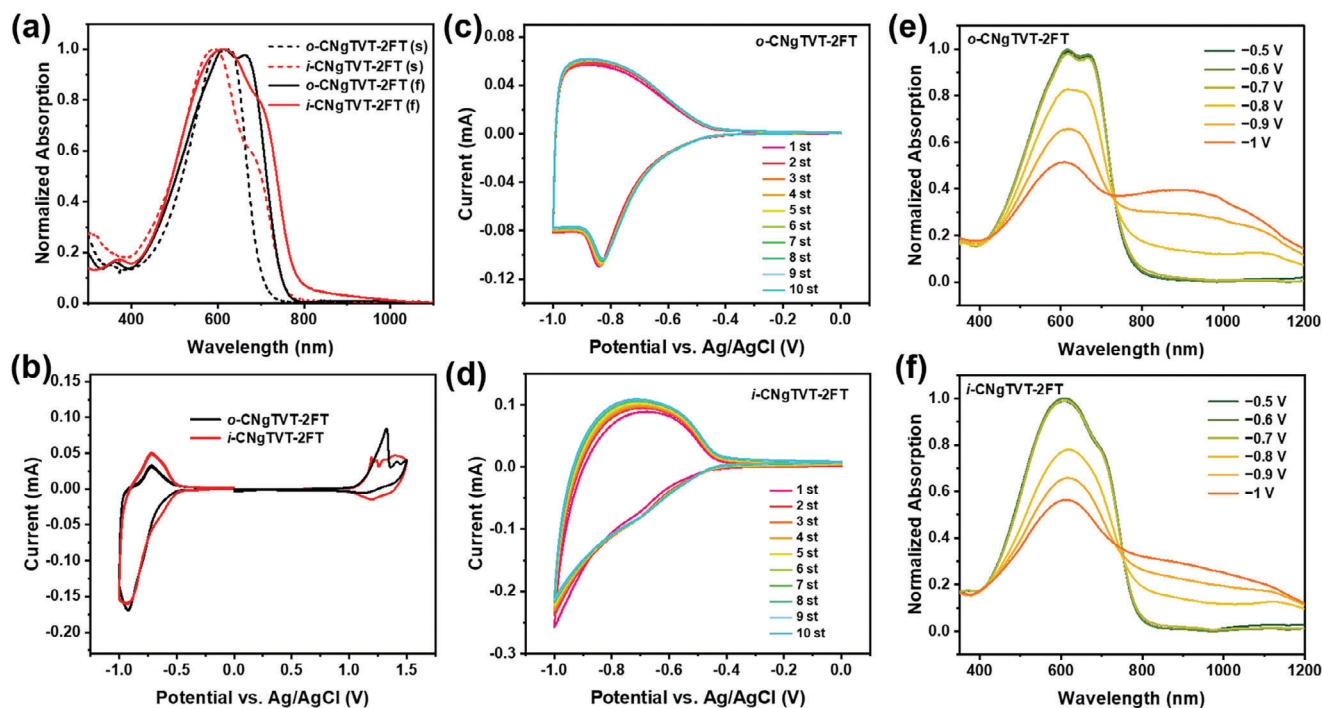 (a)
o-CNgTVT-2FT (s)
i-CNgTVT-2FT (s)
o-CNgTVT-2FT (f)
i-CNgTVT-2FT (f)
Normalized Absorption
1.0
0.8
0.6
0.4
0.2
0.0
400 600 800 1000
Wavelength (nm)
(b)
o-CNgTVT-2FT
i-CNgTVT-2FT
Current (mA)
0.15
0.10
0.05
0.00
-0.05
-0.10
-0.15
-0.20
-1.0 -0.5 0.0 0.5 1.0 1.5
Potential vs. Ag/AgCl (V)
(c)
o-CNgTVT-2FT
1 st
2 st
3 st
4 st
5 st
6 st
7 st
8 st
9 st
10 st
Current (mA)
0.08
0.04
0.00
-0.04
-0.08
-0.12
-1.0 -0.8 -0.6 -0.4 -0.2 0.0
Potential vs. Ag/AgCl (V)
(d)
i-CNgTVT-2FT
1 st
2 st
3 st
4 st
5 st
6 st
7 st
8 st
9 st
10 st
Current (mA)
0.1
0.0
-0.1
-0.2
-0.3
-1.0 -0.8 -0.6 -0.4 -0.2 0.0
Potential vs. Ag/AgCl (V)
(e)
o-CNgTVT-2FT
−0.5 V
−0.6 V
−0.7 V
−0.8 V
−0.9 V
−1 V
Normalized Absorption
1.0
0.8
0.6
0.4
0.2
0.0
400 600 800 1000 1200
Wavelength (nm)
(f)
i-CNgTVT-2FT
−0.5 V
−0.6 V
−0.7 V
−0.8 V
−0.9 V
−1 V
Normalized Absorption
1.0
0.8
0.6
0.4
0.2
0.0
400 600 800 1000 1200
Wavelength (nm)